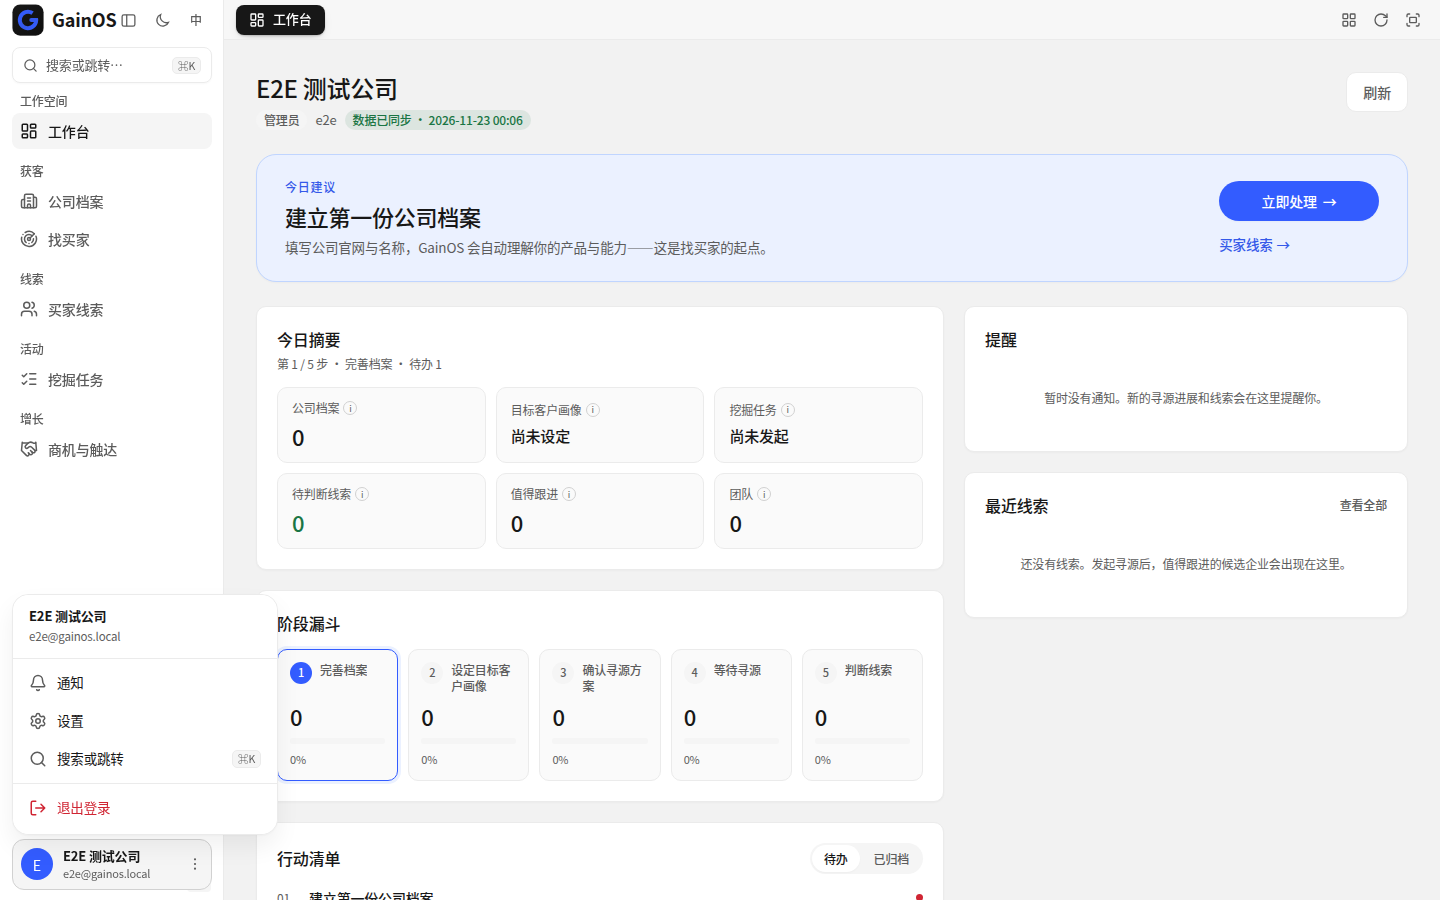 GainOS
中
搜索或跳转…
⌘K
工作空间
工作台
获客
公司档案
找买家
线索
买家线索
活动
挖掘任务
增长
商机与触达
E2E 测试公司
e2e@gainos.local
通知
设置
搜索或跳转
⌘K
退出登录
E
E2E 测试公司
e2e@gainos.local
工作台
E2E 测试公司
管理员 e2e 数据已同步 · 2026-11-23 00:06
刷新
今日建议
建立第一份公司档案
填写公司官网与名称，GainOS 会自动理解你的产品与能力——这是找买家的起点。
立即处理 →
买家线索 →
今日摘要
第 1 / 5 步 · 完善档案 · 待办 1
公司档案
0
目标客户画像
尚未设定
挖掘任务
尚未发起
待判断线索
0
值得跟进
0
团队
0
阶段漏斗
1 完善档案
0
0%
2 设定目标客
户画像
0
0%
3 确认寻源方
案
0
0%
4 等待寻源
0
0%
5 判断线索
0
0%
行动清单
待办 已归档
01 建立第一份公司档案
提醒
暂时没有通知。新的寻源进展和线索会在这里提醒你。
最近线索
查看全部
还没有线索。发起寻源后，值得跟进的候选企业会出现在这里。